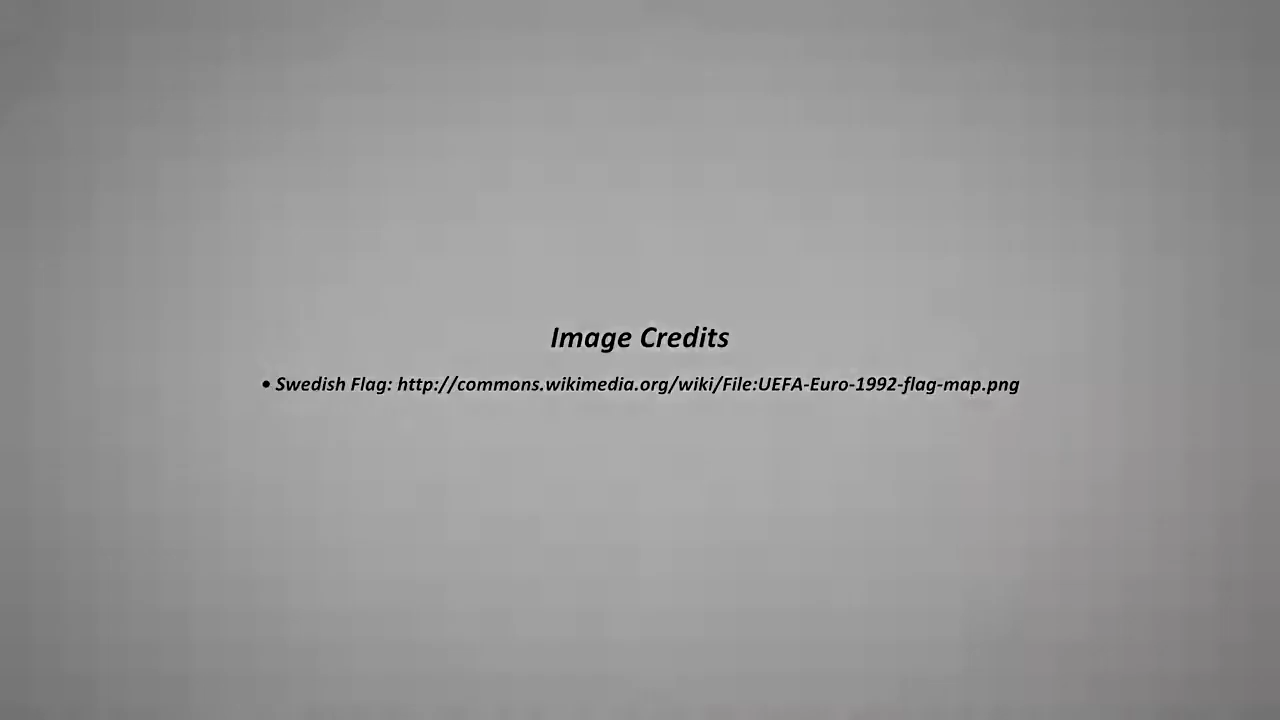 Image Credits
• Swedish Flag: http://commons.wikimedia.org/wiki/File:UEFA-Euro-1992-flag-map.png